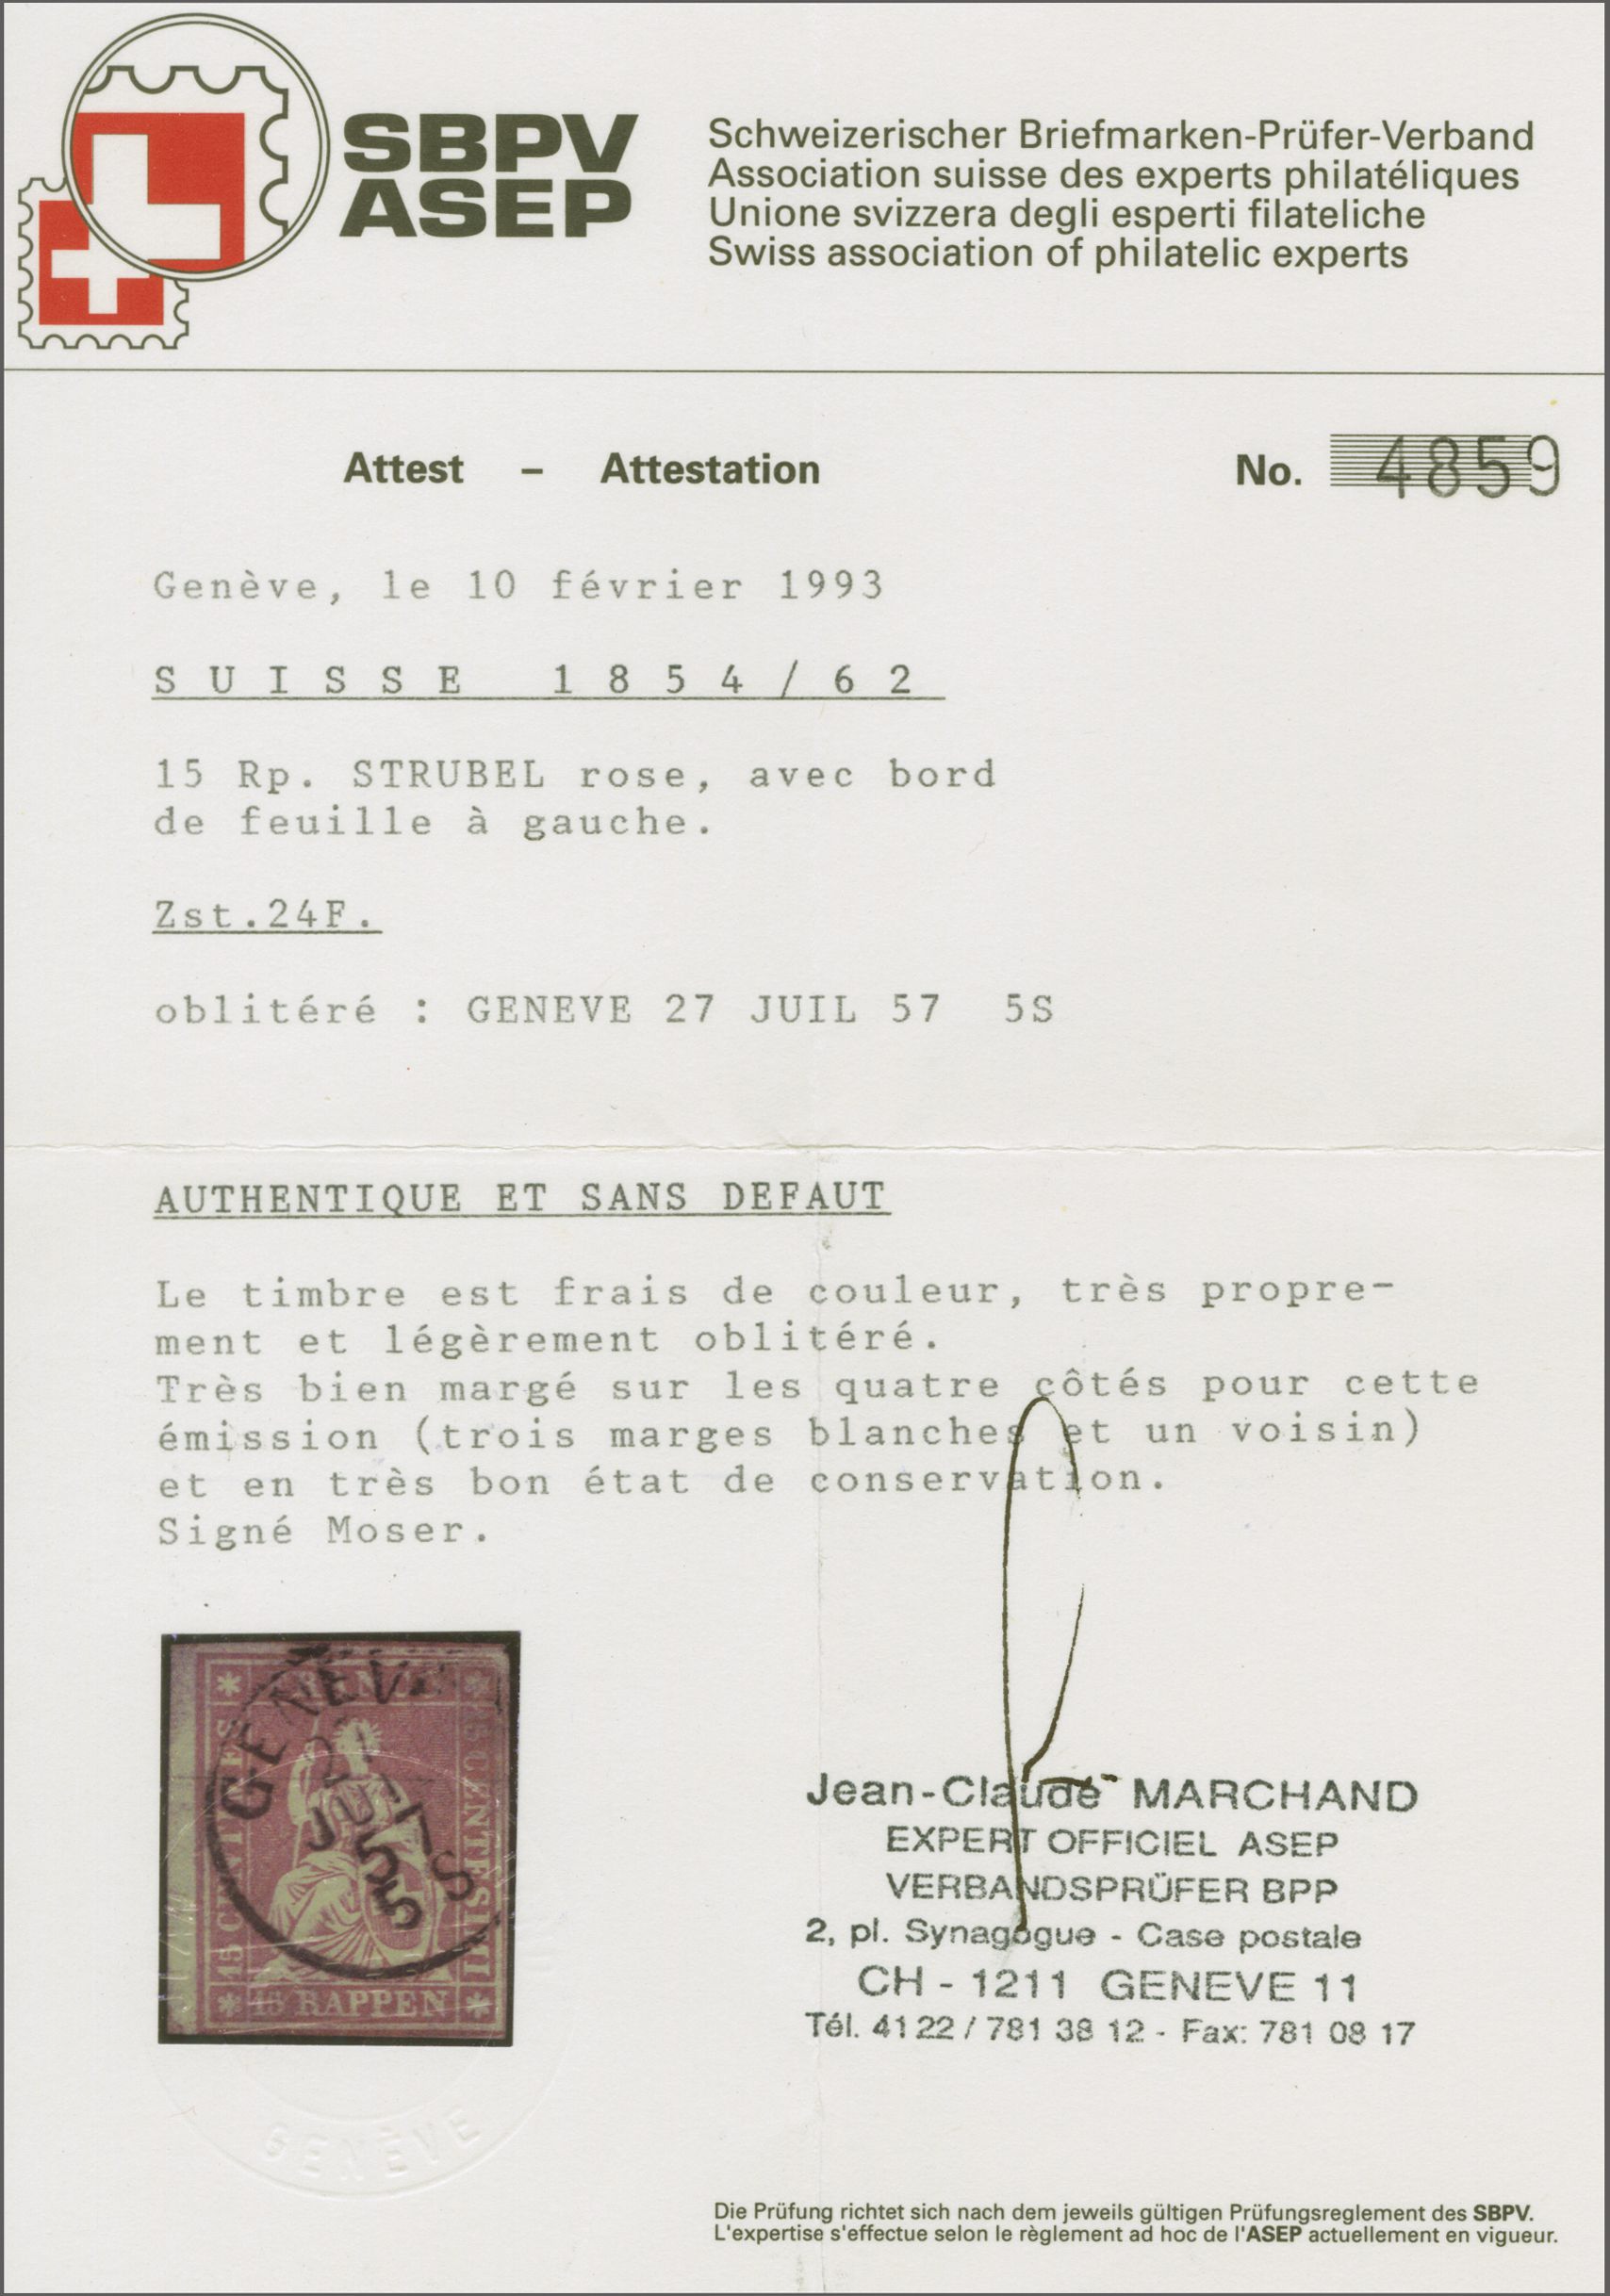 SBPV
ASEP
Schweizerischer Briefmarken-Prüfer-Verband
Association suisse des experts philatéliques
Unione svizzera degli esperti filateliche
Swiss association of philatelic experts
Attest – Attestation
No. 4859
Genève, le 10 février 1993
SUISSE 1854/62
15 Rp. STRUBEL rose, avec bord
de feuille à gauche.
Zst.24F.
oblitéré : GENEVE 27 JUIL 57 5S
AUTHENTIQUE ET SANS DEFAUT
Le timbre est frais de couleur, très propre-
ment et légèrement oblitéré.
Très bien margé sur les quatre côtés pour cette
émission (trois marges blanches et un voisin)
et en très bon état de conservation.
Signé Moser.
15 RAPPEN
Jean-Claude MARCHAND
EXPERT OFFICIEL ASEP
VERBANDSPRÜFER BPP
2, pl. Synagogue - Case postale
CH - 1211 GENEVE 11
Tél. 41 22 / 781 38 12 - Fax: 781 08 17
GENÈVE
Die Prüfung richtet sich nach dem jeweils gültigen Prüfungsreglement des SBPV.
L'expertise s'effectue selon le règlement ad hoc de l'ASEP actuellement en vigueur.